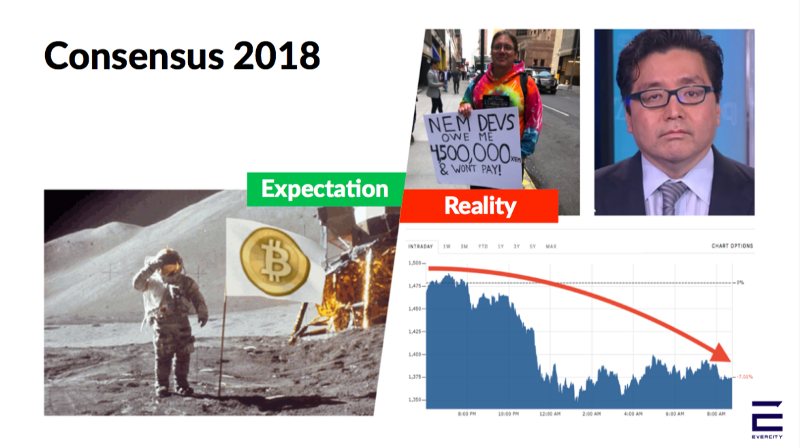 Consensus 2018
NEM DEVS
OWE ME
4500,000 XEM
& WON'T PAY!
Expectation
Reality
INTRADAY 1W 1M YTD 1Y 3Y 5Y MAX
CHART OPTIONS
1,500
1,475
1,450
1,425
1,400
1,375
1,350
0%
-7.01%
8:00 PM 10:00 PM 12:00 AM 2:00 AM 4:00 AM 6:00 AM 8:00 AM
EVERCITY